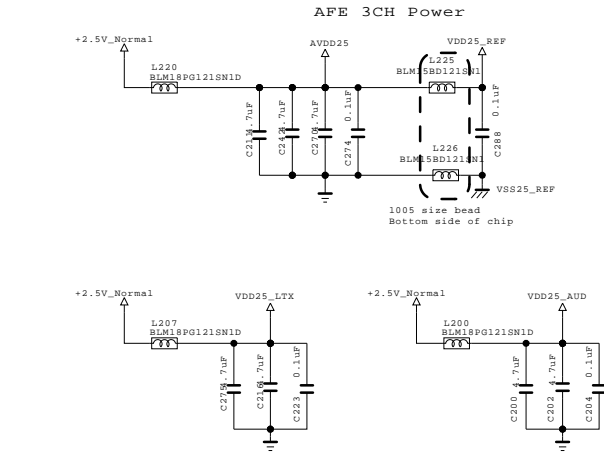 AFE 3CH Power
+2.5V_Normal
AVDD25
VDD25_REF
L220
BLM18PG121SN1D
L225
BLM15BD121SN1
4.7uF
4.7uF
4.7uF
0.1uF
0.1uF
C242
C270
C274
C288
L226
BLM15BD121SN1
VSS25_REF
1005 size bead
Bottom side of chip
+2.5V_Normal
VDD25_LTX
L207
BLM18PG121SN1D
4.7uF
4.7uF
0.1uF
C275
C216
C223
+2.5V_Normal
VDD25_AUD
L200
BLM18PG121SN1D
4.7uF
4.7uF
0.1uF
C200
C202
C204